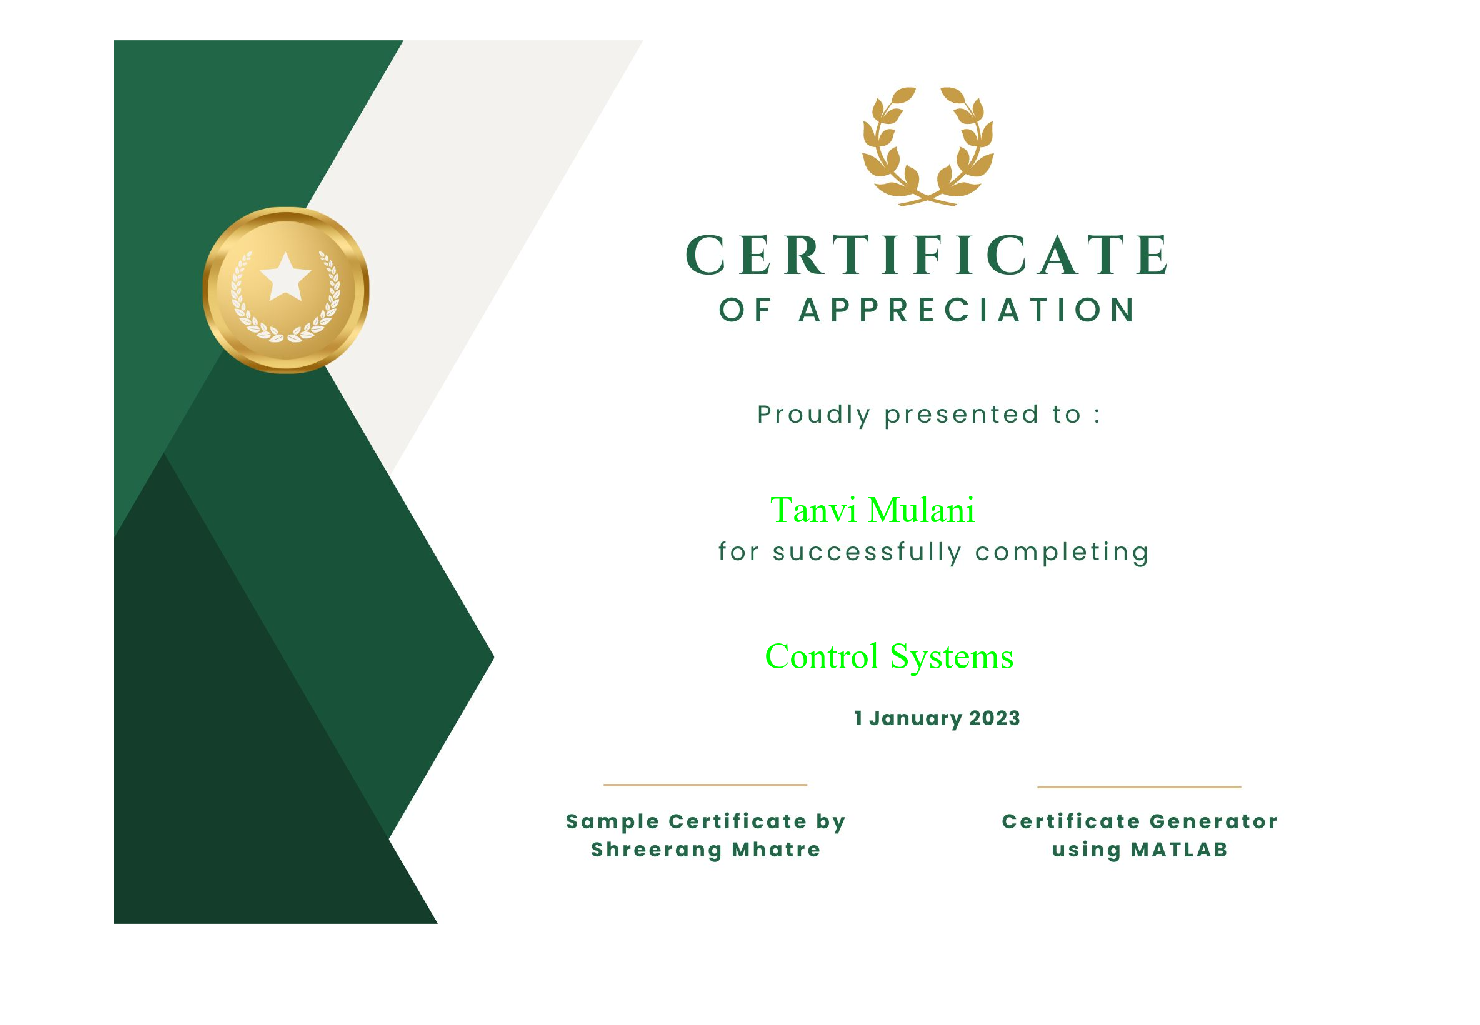 CERTIFICATE
OF APPRECIATION
Proudly presented to :
Tanvi Mulani
for successfully completing
Control Systems
1 January 2023
Sample Certificate by
Shreerang Mhatre
Certificate Generator
using MATLAB